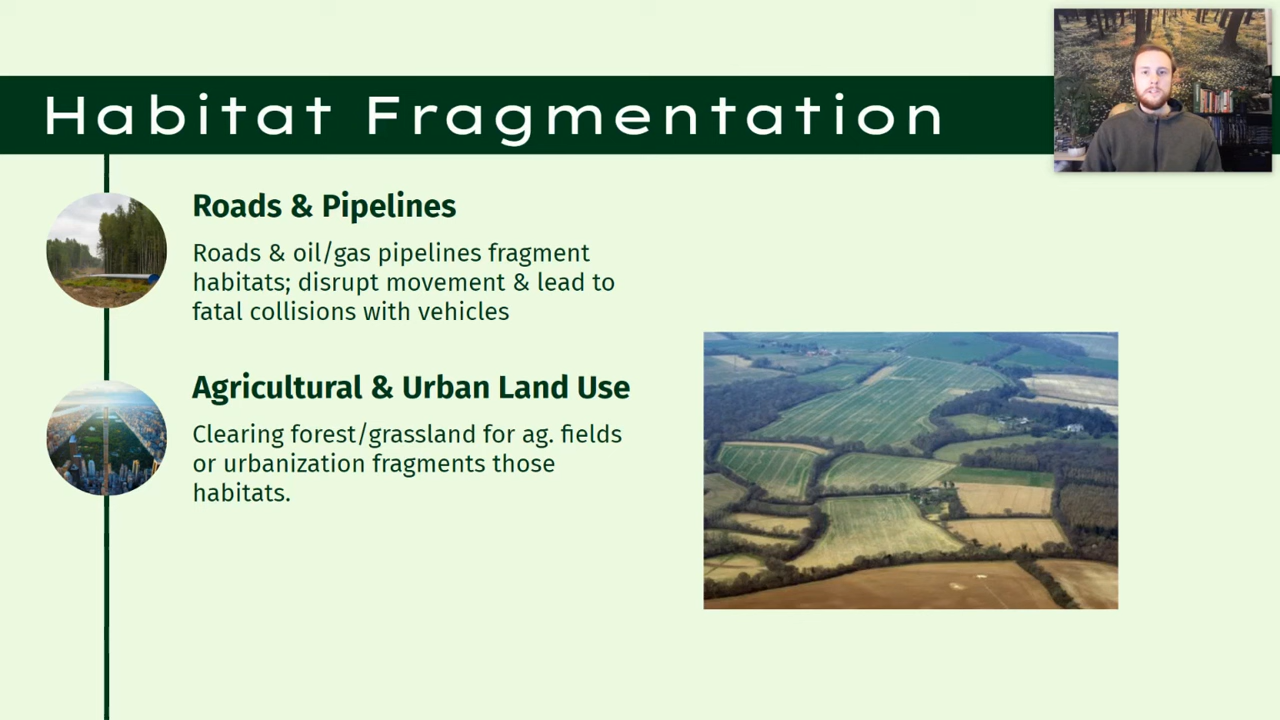 Habitat Fragmentation
Roads & Pipelines
Roads & oil/gas pipelines fragment
habitats; disrupt movement & lead to
fatal collisions with vehicles
Agricultural & Urban Land Use
Clearing forest/grassland for ag. fields
or urbanization fragments those
habitats.